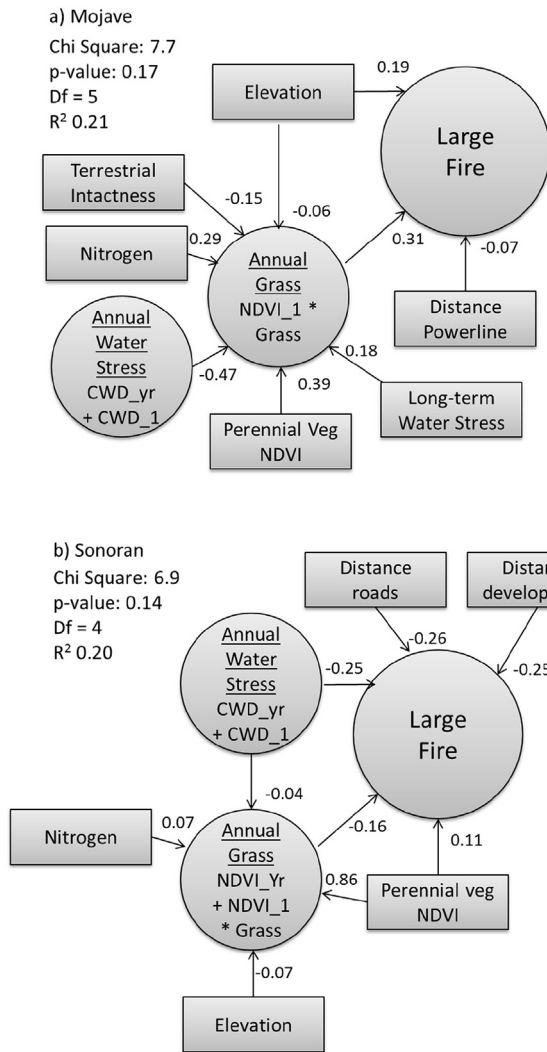 a) Mojave
Chi Square: 7.7
p-value: 0.17
Df = 5
R² 0.21
Elevation
0.19
Large
Fire
Terrestrial
Intactness
-0.15
-0.06
Nitrogen
0.29
Annual
Grass
NDVI_1 *
Grass
0.31
-0.07
Distance
Powerline
Annual
Water
Stress
CWD_yr
+ CWD_1
-0.47
0.39
Perennial Veg
NDVI
0.18
Long-term
Water Stress
b) Sonoran
Chi Square: 6.9
p-value: 0.14
Df = 4
R² 0.20
Distance
roads
-0.26
Distan
develop
-0.25
Annual
Water
Stress
CWD_yr
+ CWD_1
-0.25
Large
Fire
-0.04
Nitrogen
0.07
Annual
Grass
NDVI_Yr
+ NDVI_1
* Grass
-0.16
0.86
0.11
Perennial veg
NDVI
-0.07
Elevation